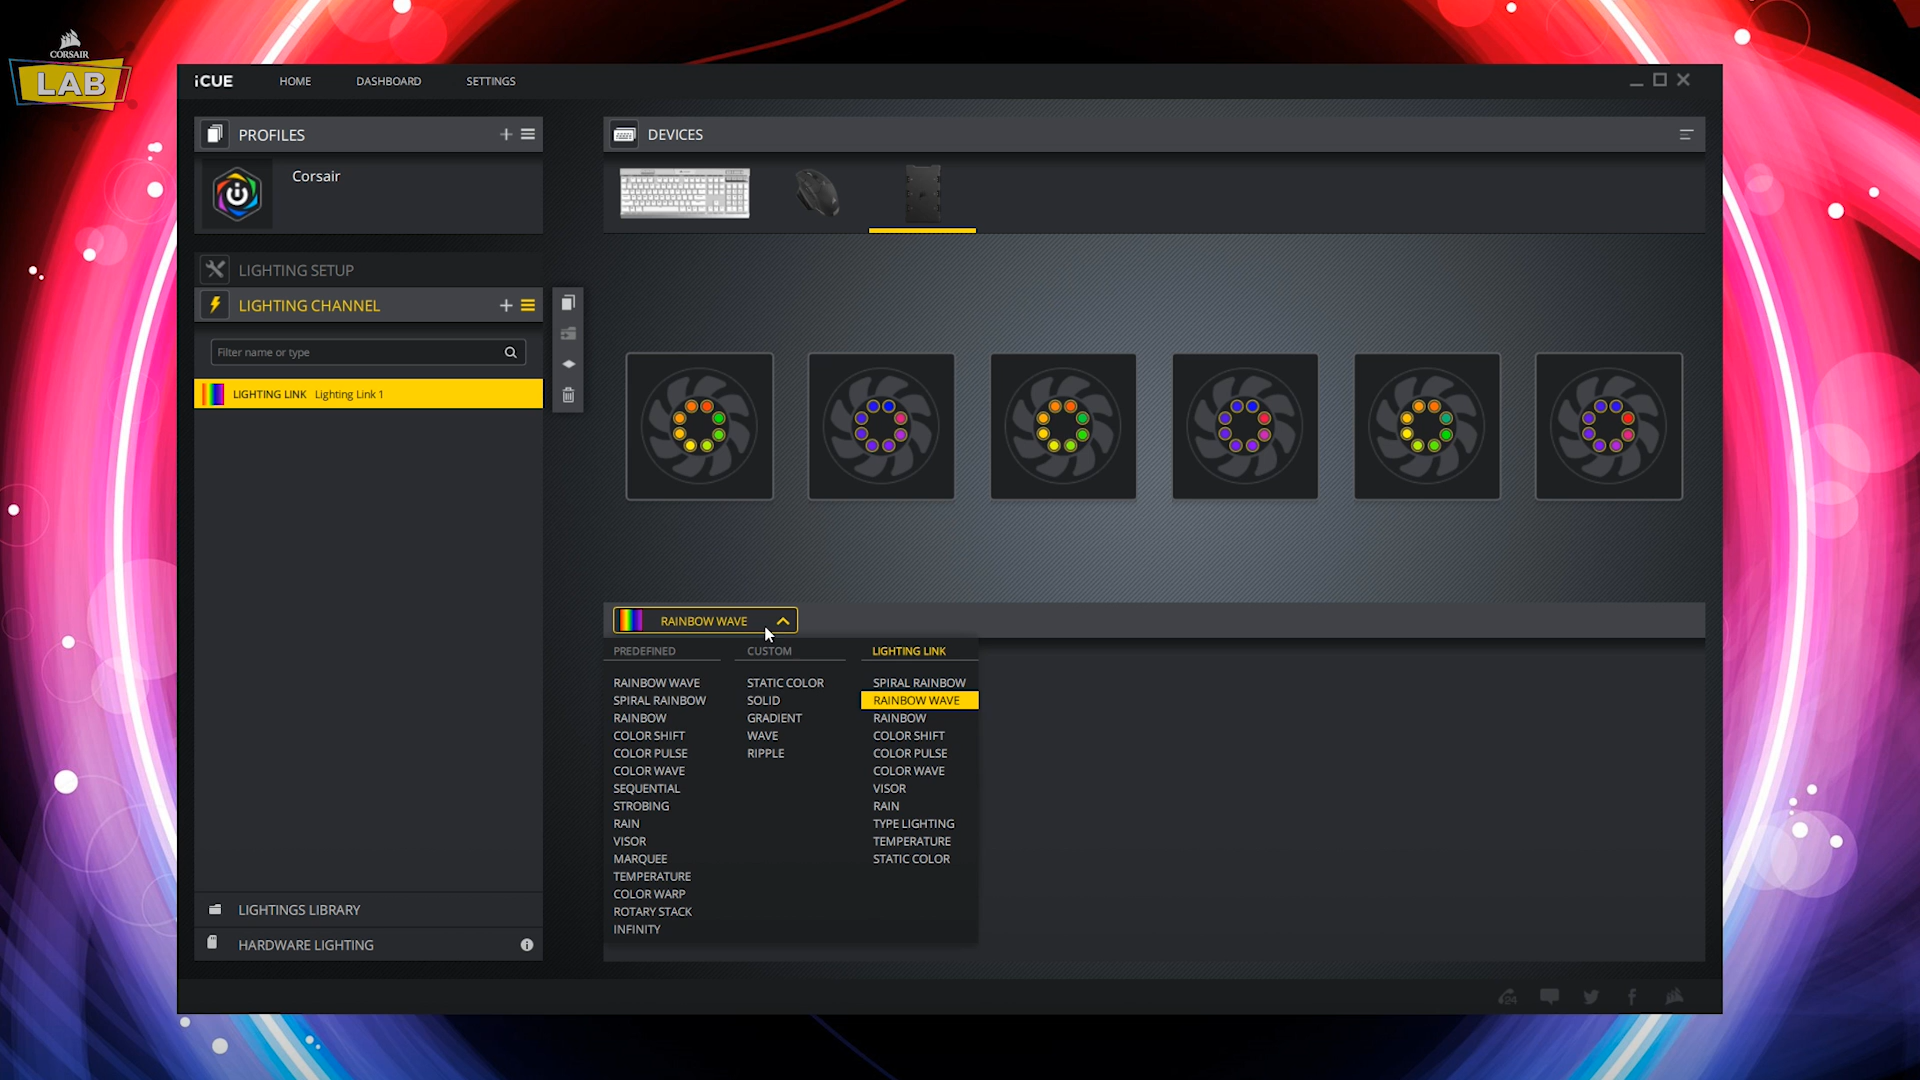 CORSAIR
LAB
iCUE
HOME
DASHBOARD
SETTINGS
PROFILES
DEVICES
Corsair
LIGHTING SETUP
LIGHTING CHANNEL
Filter name or type
LIGHTING LINK Lighting Link 1
RAINBOW WAVE
PREDEFINED
RAINBOW WAVE
SPIRAL RAINBOW
RAINBOW
COLOR SHIFT
COLOR PULSE
COLOR WAVE
SEQUENTIAL
STROBING
RAIN
VISOR
MARQUEE
TEMPERATURE
COLOR WARP
ROTARY STACK
INFINITY
CUSTOM
STATIC COLOR
SOLID
GRADIENT
WAVE
RIPPLE
LIGHTING LINK
SPIRAL RAINBOW
RAINBOW WAVE
RAINBOW
COLOR SHIFT
COLOR PULSE
COLOR WAVE
VISOR
RAIN
TYPE LIGHTING
TEMPERATURE
STATIC COLOR
LIGHTINGS LIBRARY
HARDWARE LIGHTING
24